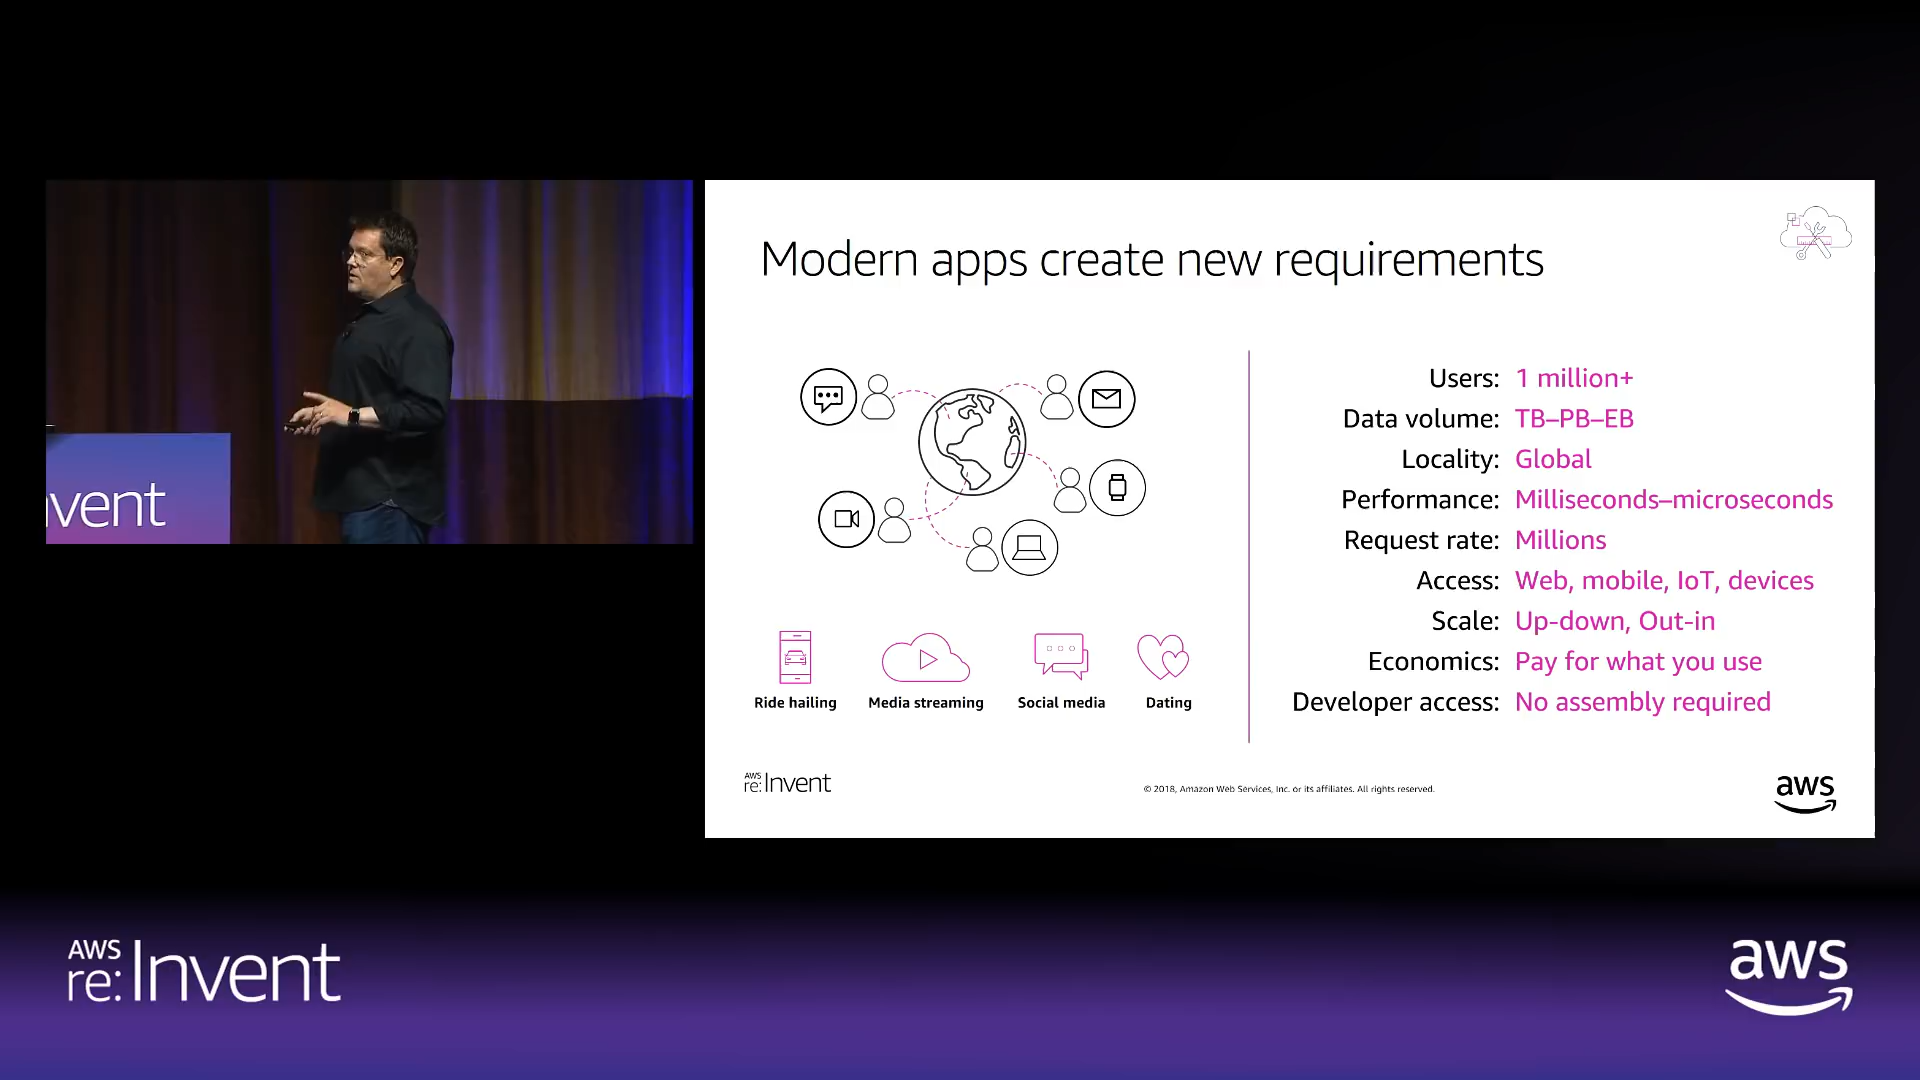 Modern apps create new requirements
Users: 1 million+
Data volume: TB–PB–EB
Locality: Global
Performance: Milliseconds–microseconds
Request rate: Millions
Access: Web, mobile, IoT, devices
Scale: Up-down, Out-in
Economics: Pay for what you use
Developer access: No assembly required
Ride hailing
Media streaming
Social media
Dating
AWS
re:Invent
© 2018, Amazon Web Services, Inc. or its affiliates. All rights reserved.
aws
vent
AWS
re:Invent
aws